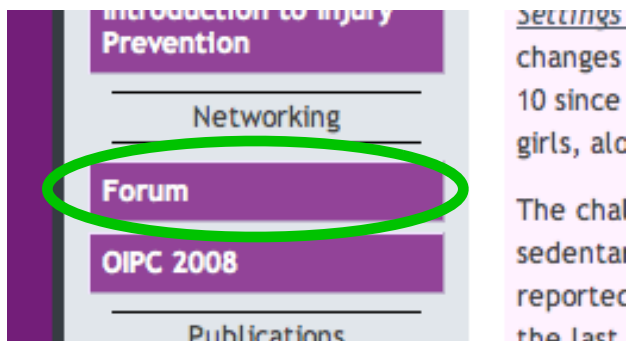 Introduction to Injury
Prevention
Networking
Forum
OIPC 2008
Publications
Settings
changes
10 since
girls, alo
The chal
sedentar
reported
the last